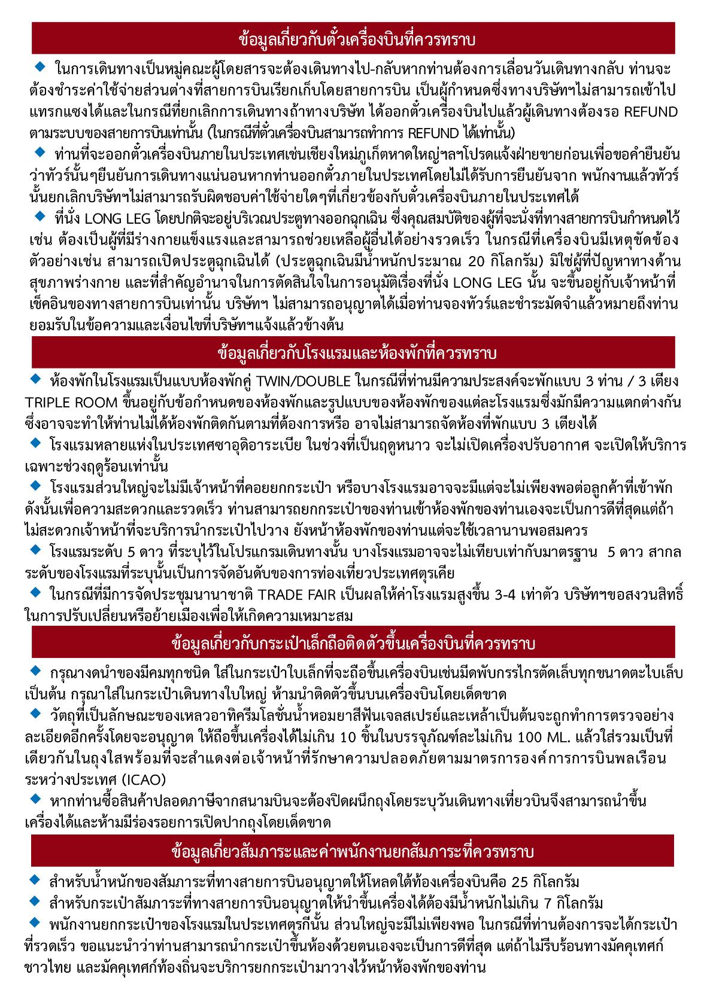 ข้อมูลเกี่ยวกับตั๋วเครื่องบินที่ควรทราบ
◆ ในการเดินทางเป็นหมู่คณะผู้โดยสารจะต้องเดินทางไป-กลับหากท่านต้องการเลื่อนวันเดินทางกลับ ท่านจะ
ต้องชำระค่าใช้จ่ายส่วนต่างที่สายการบินเรียกเก็บโดยสายการบิน เป็นผู้กำหนดซึ่งทางบริษัทฯไม่สามารถเข้าไป
แทรกแซงได้และในกรณีที่ยกเลิกการเดินทางถ้าทางบริษัท ได้ออกตั๋วเครื่องบินไปแล้วผู้เดินทางต้องรอ REFUND
ตามระบบของสายการบินเท่านั้น (ในกรณีที่ตั๋วเครื่องบินสามารถทำการ REFUND ได้เท่านั้น)
◆ ท่านที่จะออกตั๋วเครื่องบินภายในประเทศเช่นเชียงใหม่ภูเก็ตหาดใหญ่ฯลฯโปรดแจ้งฝ่ายขายก่อนเพื่อขอคำยืนยัน
ว่าทัวร์นั้นๆยืนยันการเดินทางแน่นอนหากท่านออกตั๋วภายในประเทศโดยไม่ได้รับการยืนยันจาก พนักงานแล้วทัวร์
นั้นยกเลิกบริษัทฯไม่สามารถรับผิดชอบค่าใช้จ่ายใดๆที่เกี่ยวข้องกับตั๋วเครื่องบินภายในประเทศได้
◆ ที่นั่ง LONG LEG โดยปกติจะอยู่บริเวณประตูทางออกฉุกเฉิน ซึ่งคุณสมบัติของผู้ที่จะนั่งที่ทางสายการบินกำหนดไว้
เช่น ต้องเป็นผู้ที่มีร่างกายแข็งแรงและสามารถช่วยเหลือผู้อื่นได้อย่างรวดเร็ว ในกรณีที่เครื่องบินมีเหตุขัดข้อง
ตัวอย่างเช่น สามารถเปิดประตูฉุกเฉินได้ (ประตูฉุกเฉินมีน้ำหนักประมาณ 20 กิโลกรัม) มิใช่ผู้ที่ปัญหาทางด้าน
สุขภาพร่างกาย และที่สำคัญอำนาจในการตัดสินใจในการอนุมัติเรื่องที่นั่ง LONG LEG นั้น จะขึ้นอยู่กับเจ้าหน้าที่
เช็คอินของทางสายการบินเท่านั้น บริษัทฯ ไม่สามารถอนุญาตได้เมื่อท่านจองทัวร์และชำระมัดจำแล้วหมายถึงท่าน
ยอมรับในข้อความและเงื่อนไขที่บริษัทฯแจ้งแล้วข้างต้น
ข้อมูลเกี่ยวกับโรงแรมและห้องพักที่ควรทราบ
◆ ห้องพักในโรงแรมเป็นแบบห้องพักคู่ TWIN/DOUBLE ในกรณีที่ท่านมีความประสงค์จะพักแบบ 3 ท่าน / 3 เตียง
TRIPLE ROOM ขึ้นอยู่กับข้อกำหนดของห้องพักและรูปแบบของห้องพักของแต่ละโรงแรมซึ่งมักมีความแตกต่างกัน
ซึ่งอาจจะทำให้ท่านไม่ได้ห้องพักติดกันตามที่ต้องการหรือ อาจไม่สามารถจัดห้องที่พักแบบ 3 เตียงได้
◆ โรงแรมหลายแห่งในประเทศซาอุดิอาระเบีย ในช่วงที่เป็นฤดูหนาว จะไม่เปิดเครื่องปรับอากาศ จะเปิดให้บริการ
เฉพาะช่วงฤดูร้อนเท่านั้น
◆ โรงแรมส่วนใหญ่จะไม่มีเจ้าหน้าที่คอยยกกระเป๋า หรือบางโรงแรมอาจจะมีแต่จะไม่เพียงพอต่อลูกค้าที่เข้าพัก
ดังนั้นเพื่อความสะดวกและรวดเร็ว ท่านสามารถยกกระเป๋าของท่านเข้าห้องพักของท่านเองจะเป็นการดีที่สุดแต่ถ้า
ไม่สะดวกเจ้าหน้าที่จะบริการนำกระเป๋าไปวาง ยังหน้าห้องพักของท่านแต่จะใช้เวลานานพอสมควร
◆ โรงแรมระดับ 5 ดาว ที่ระบุไว้ในโปรแกรมเดินทางนั้น บางโรงแรมอาจจะไม่เทียบเท่ากับมาตรฐาน 5 ดาว สากล
ระดับของโรงแรมที่ระบุนั้นเป็นการจัดอันดับของการท่องเที่ยวประเทศตุรเคีย
◆ ในกรณีที่มีการจัดประชุมนานาชาติ TRADE FAIR เป็นผลให้ค่าโรงแรมสูงขึ้น 3-4 เท่าตัว บริษัทฯขอสงวนสิทธิ์
ในการปรับเปลี่ยนหรือย้ายเมืองเพื่อให้เกิดความเหมาะสม
ข้อมูลเกี่ยวกับกระเป๋าเล็กถือติดตัวขึ้นเครื่องบินที่ควรทราบ
◆ กรุณางดนำของมีคมทุกชนิด ใส่ในกระเป๋าใบเล็กที่จะถือขึ้นเครื่องบินเช่นมีดพับกรรไกรตัดเล็บทุกขนาดตะไบเล็บ
เป็นต้น กรุณาใส่ในกระเป๋าเดินทางใบใหญ่ ห้ามนำติดตัวขึ้นบนเครื่องบินโดยเด็ดขาด
◆ วัตถุที่เป็นลักษณะของเหลวอาทิครีมโลชั่นน้ำหอมยาสีฟันเจลสเปรย์และเหล้าเป็นต้นจะถูกทำการตรวจอย่าง
ละเอียดอีกครั้งโดยจะอนุญาต ให้ถือขึ้นเครื่องได้ไม่เกิน 10 ชิ้นในบรรจุภัณฑ์ละไม่เกิน 100 ML. แล้วใส่รวมเป็นที่
เดียวกันในถุงใสพร้อมที่จะสำแดงต่อเจ้าหน้าที่รักษาความปลอดภัยตามมาตรการองค์การการบินพลเรือน
ระหว่างประเทศ (ICAO)
◆ หากท่านซื้อสินค้าปลอดภาษีจากสนามบินจะต้องปิดผนึกถุงโดยระบุวันเดินทางเที่ยวบินจึงสามารถนำขึ้น
เครื่องได้และห้ามมีร่องรอยการเปิดปากถุงโดยเด็ดขาด
ข้อมูลเกี่ยวสัมภาระและค่าพนักงานยกสัมภาระที่ควรทราบ
◆ สำหรับน้ำหนักของสัมภาระที่ทางสายการบินอนุญาตให้โหลดใต้ท้องเครื่องบินคือ 25 กิโลกรัม
◆ สำหรับกระเป๋าสัมภาระที่ทางสายการบินอนุญาตให้นำขึ้นเครื่องได้ต้องมีน้ำหนักไม่เกิน 7 กิโลกรัม
◆ พนักงานยกกระเป๋าของโรงแรมในประเทศตุรกีนั้น ส่วนใหญ่จะมีไม่เพียงพอ ในกรณีที่ท่านต้องการจะได้กระเป๋า
ที่รวดเร็ว ขอแนะนำว่าท่านสามารถนำกระเป๋าขึ้นห้องด้วยตนเองจะเป็นการดีที่สุด แต่ถ้าไม่รีบร้อนทางมัคคุเทศก์
ชาวไทย และมัคคุเทศก์ท้องถิ่นจะบริการยกกระเป๋ามาวางไว้หน้าห้องพักของท่าน